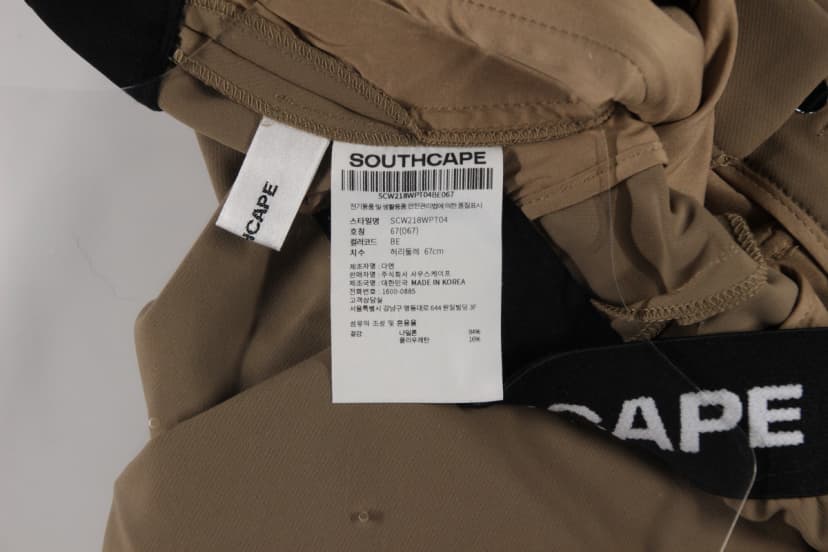 SOUTHCAPE
SCW218WPT04BE067
전기용품 및 생활용품 안전관리법에 의한 품질표시
스타일명 SCW218WPT04
호칭 67(067)
컬러코드 BE
치수 허리둘레 67cm
제조자명 : 다연
판매자명 : 주식회사 사우스케이프
제조국명 : 대한민국 MADE IN KOREA
전화번호 : 1600-0885
고객상담실
서울특별시 강남구 영동대로 644 원일빌딩 3F
섬유의 조성 및 혼용율
겉감 나일론 84%
폴리우레탄 16%
HCAPE
CAPE